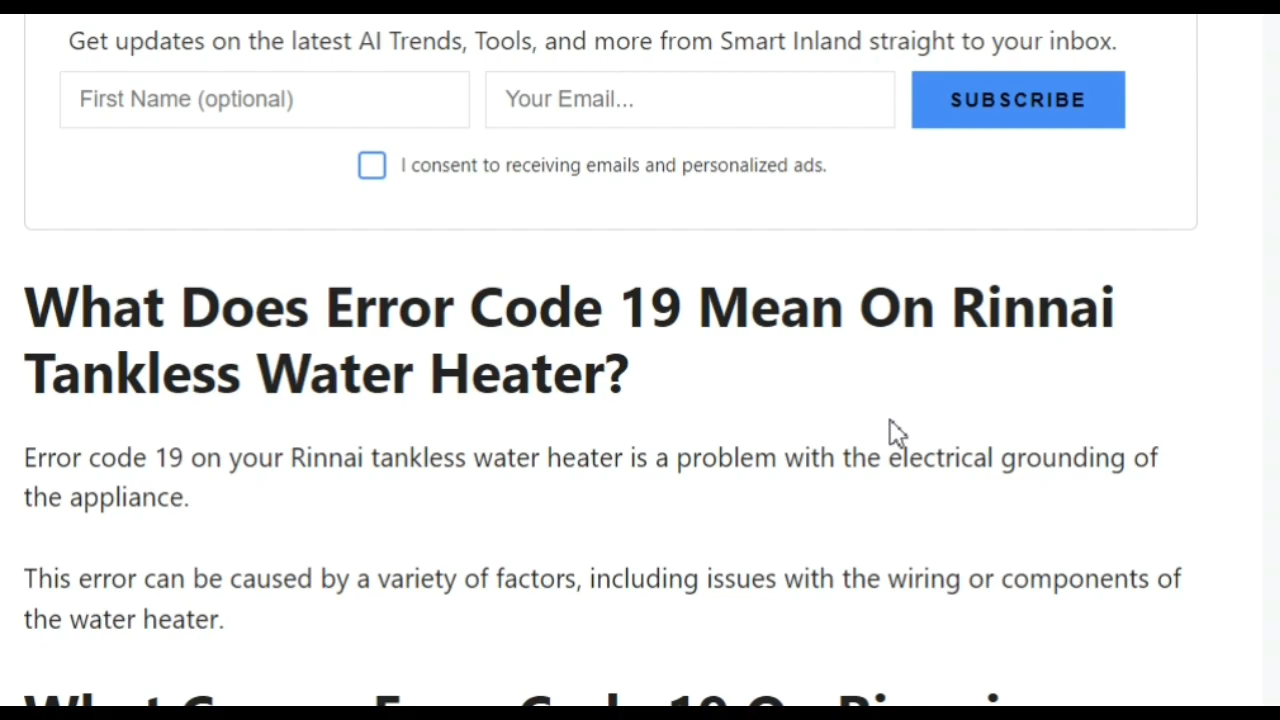 Get updates on the latest AI Trends, Tools, and more from Smart Inland straight to your inbox.
First Name (optional)
Your Email...
SUBSCRIBE
I consent to receiving emails and personalized ads.
What Does Error Code 19 Mean On Rinnai
Tankless Water Heater?
Error code 19 on your Rinnai tankless water heater is a problem with the electrical grounding of
the appliance.
This error can be caused by a variety of factors, including issues with the wiring or components of
the water heater.